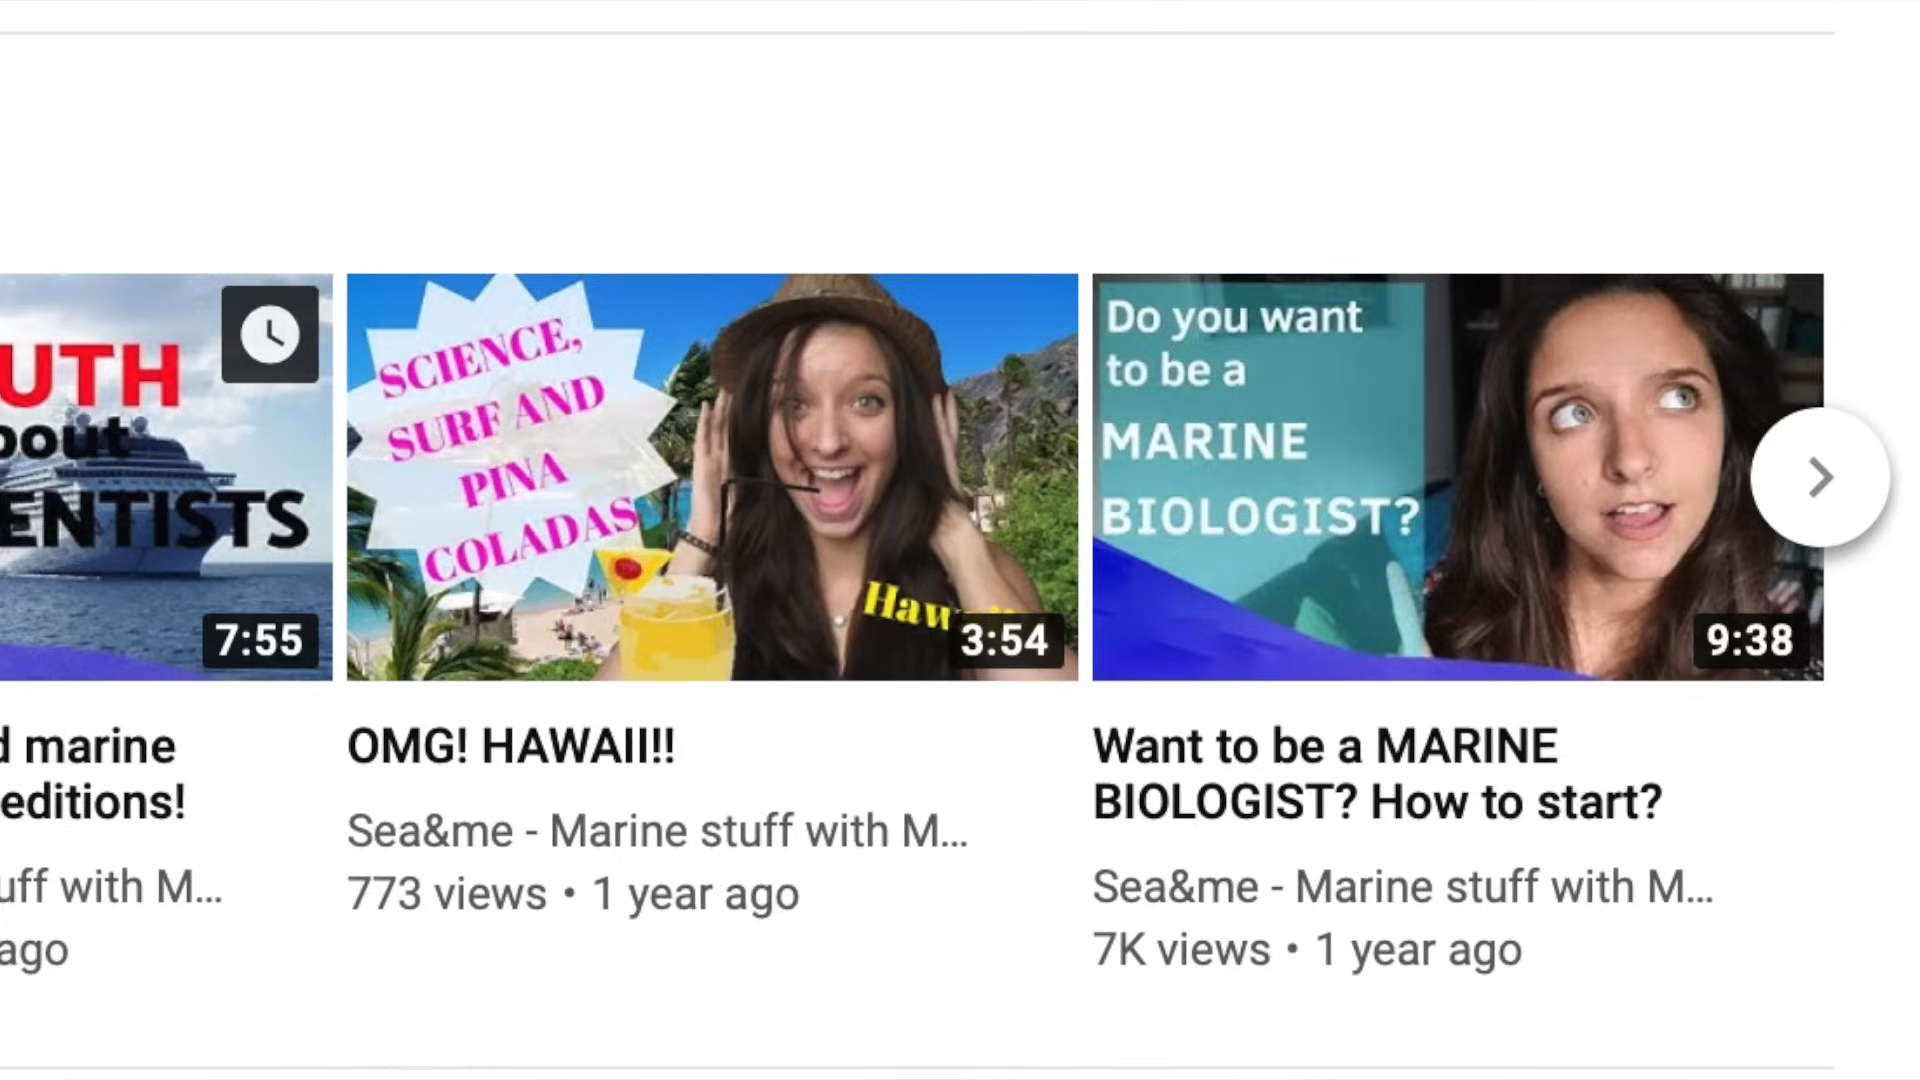 UTH
bout
ENTISTS
7:55
d marine
editions!
uff with M...
ago
SCIENCE,
SURF AND
PINA
COLADAS
3:54
OMG! HAWAII!!
Sea&me - Marine stuff with M...
773 views • 1 year ago
Do you want
to be a
MARINE
BIOLOGIST?
9:38
Want to be a MARINE
BIOLOGIST? How to start?
Sea&me - Marine stuff with M...
7K views • 1 year ago